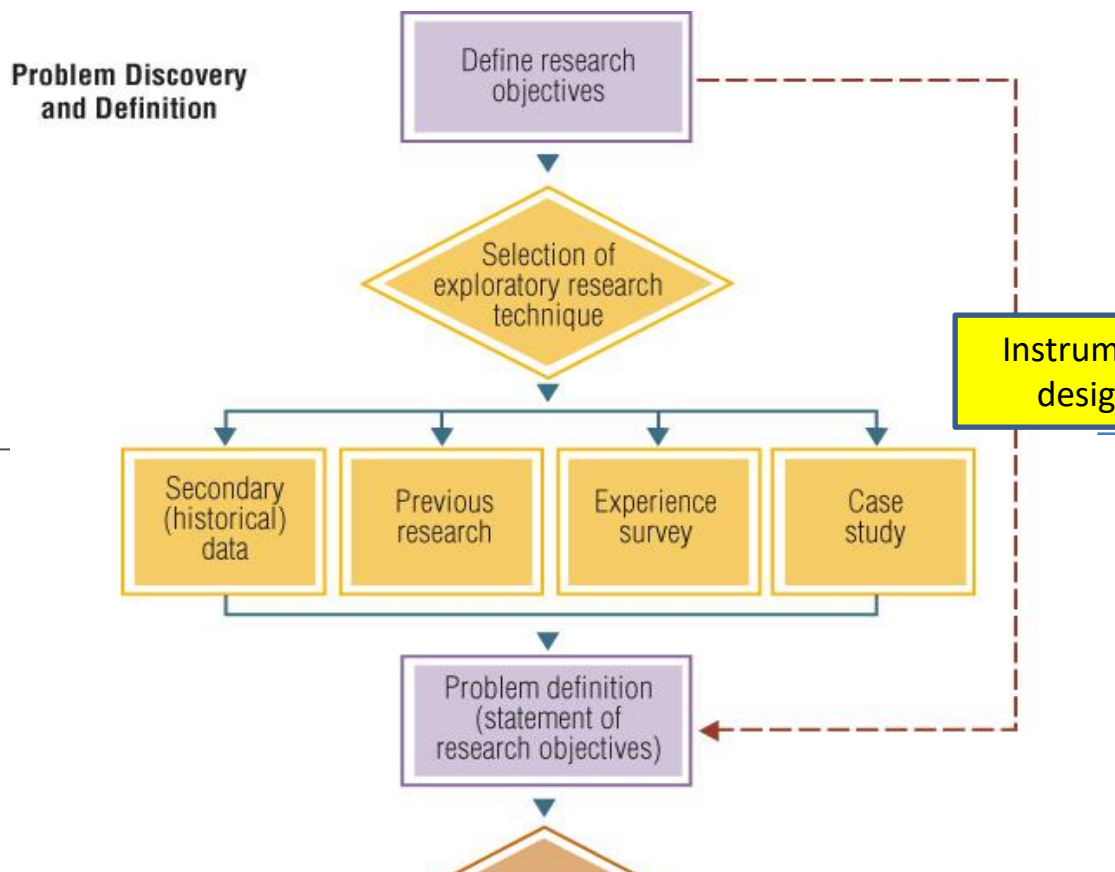 Problem Discovery
and Definition
Define research
objectives
Selection of
exploratory research
technique
Instrum
desig
Secondary
(historical)
data
Previous
research
Experience
survey
Case
study
Problem definition
(statement of
research objectives)